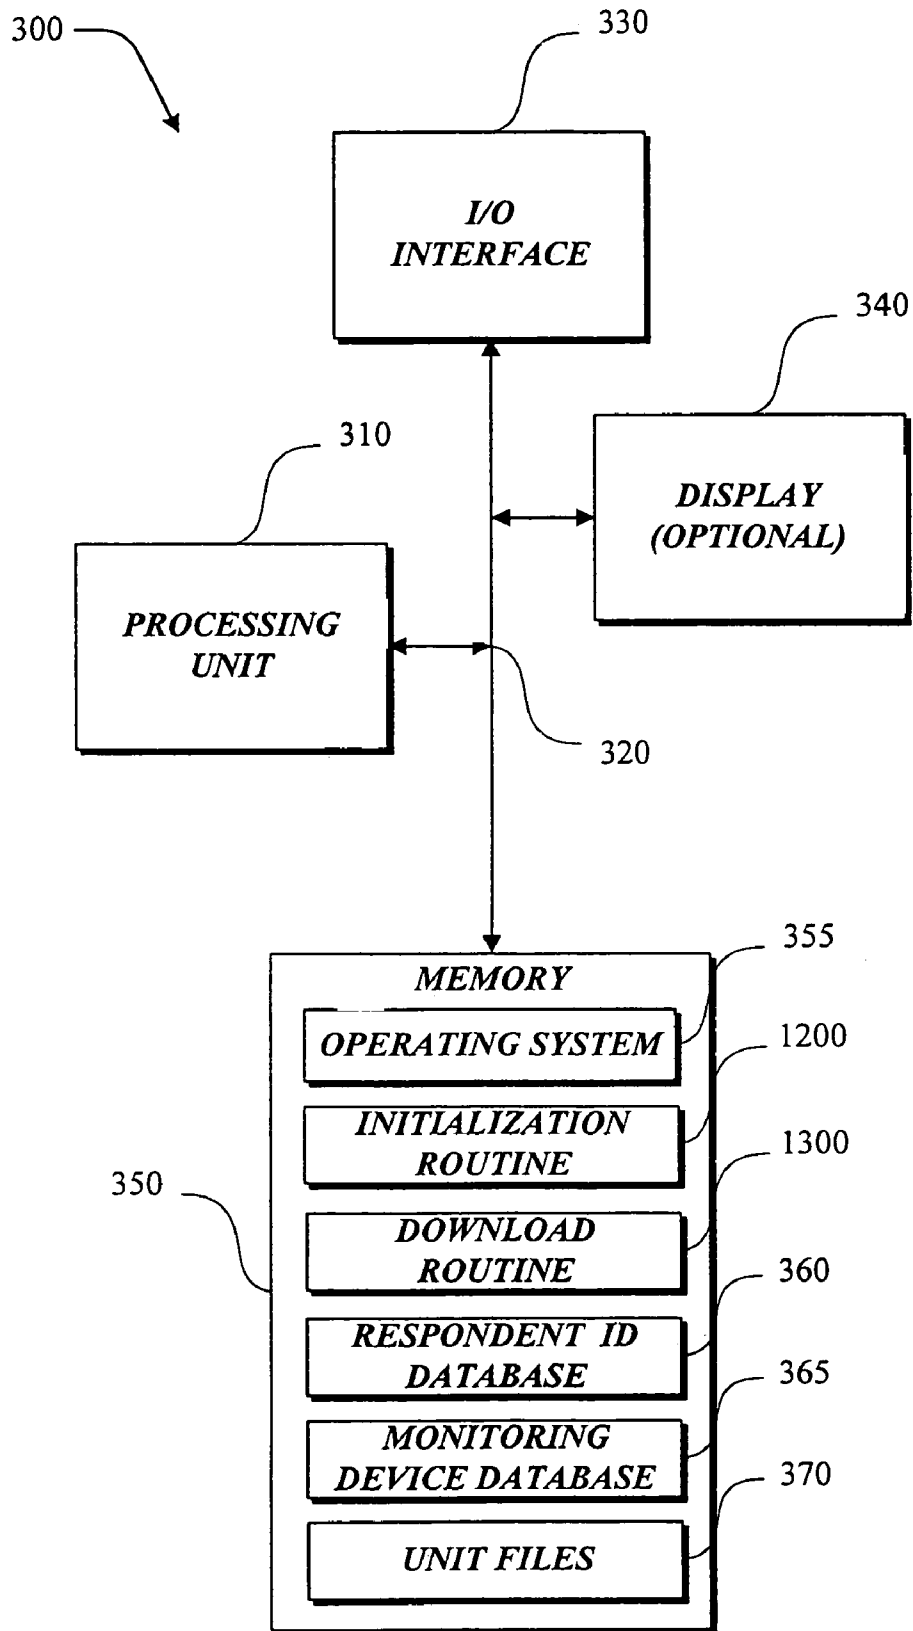 300
330
I/O
INTERFACE
340
310
DISPLAY
(OPTIONAL)
PROCESSING
UNIT
320
355
MEMORY
OPERATING SYSTEM
1200
INITIALIZATION
ROUTINE
1300
350
DOWNLOAD
ROUTINE
360
RESPONDENT ID
DATABASE
365
MONITORING
DEVICE DATABASE
370
UNIT FILES